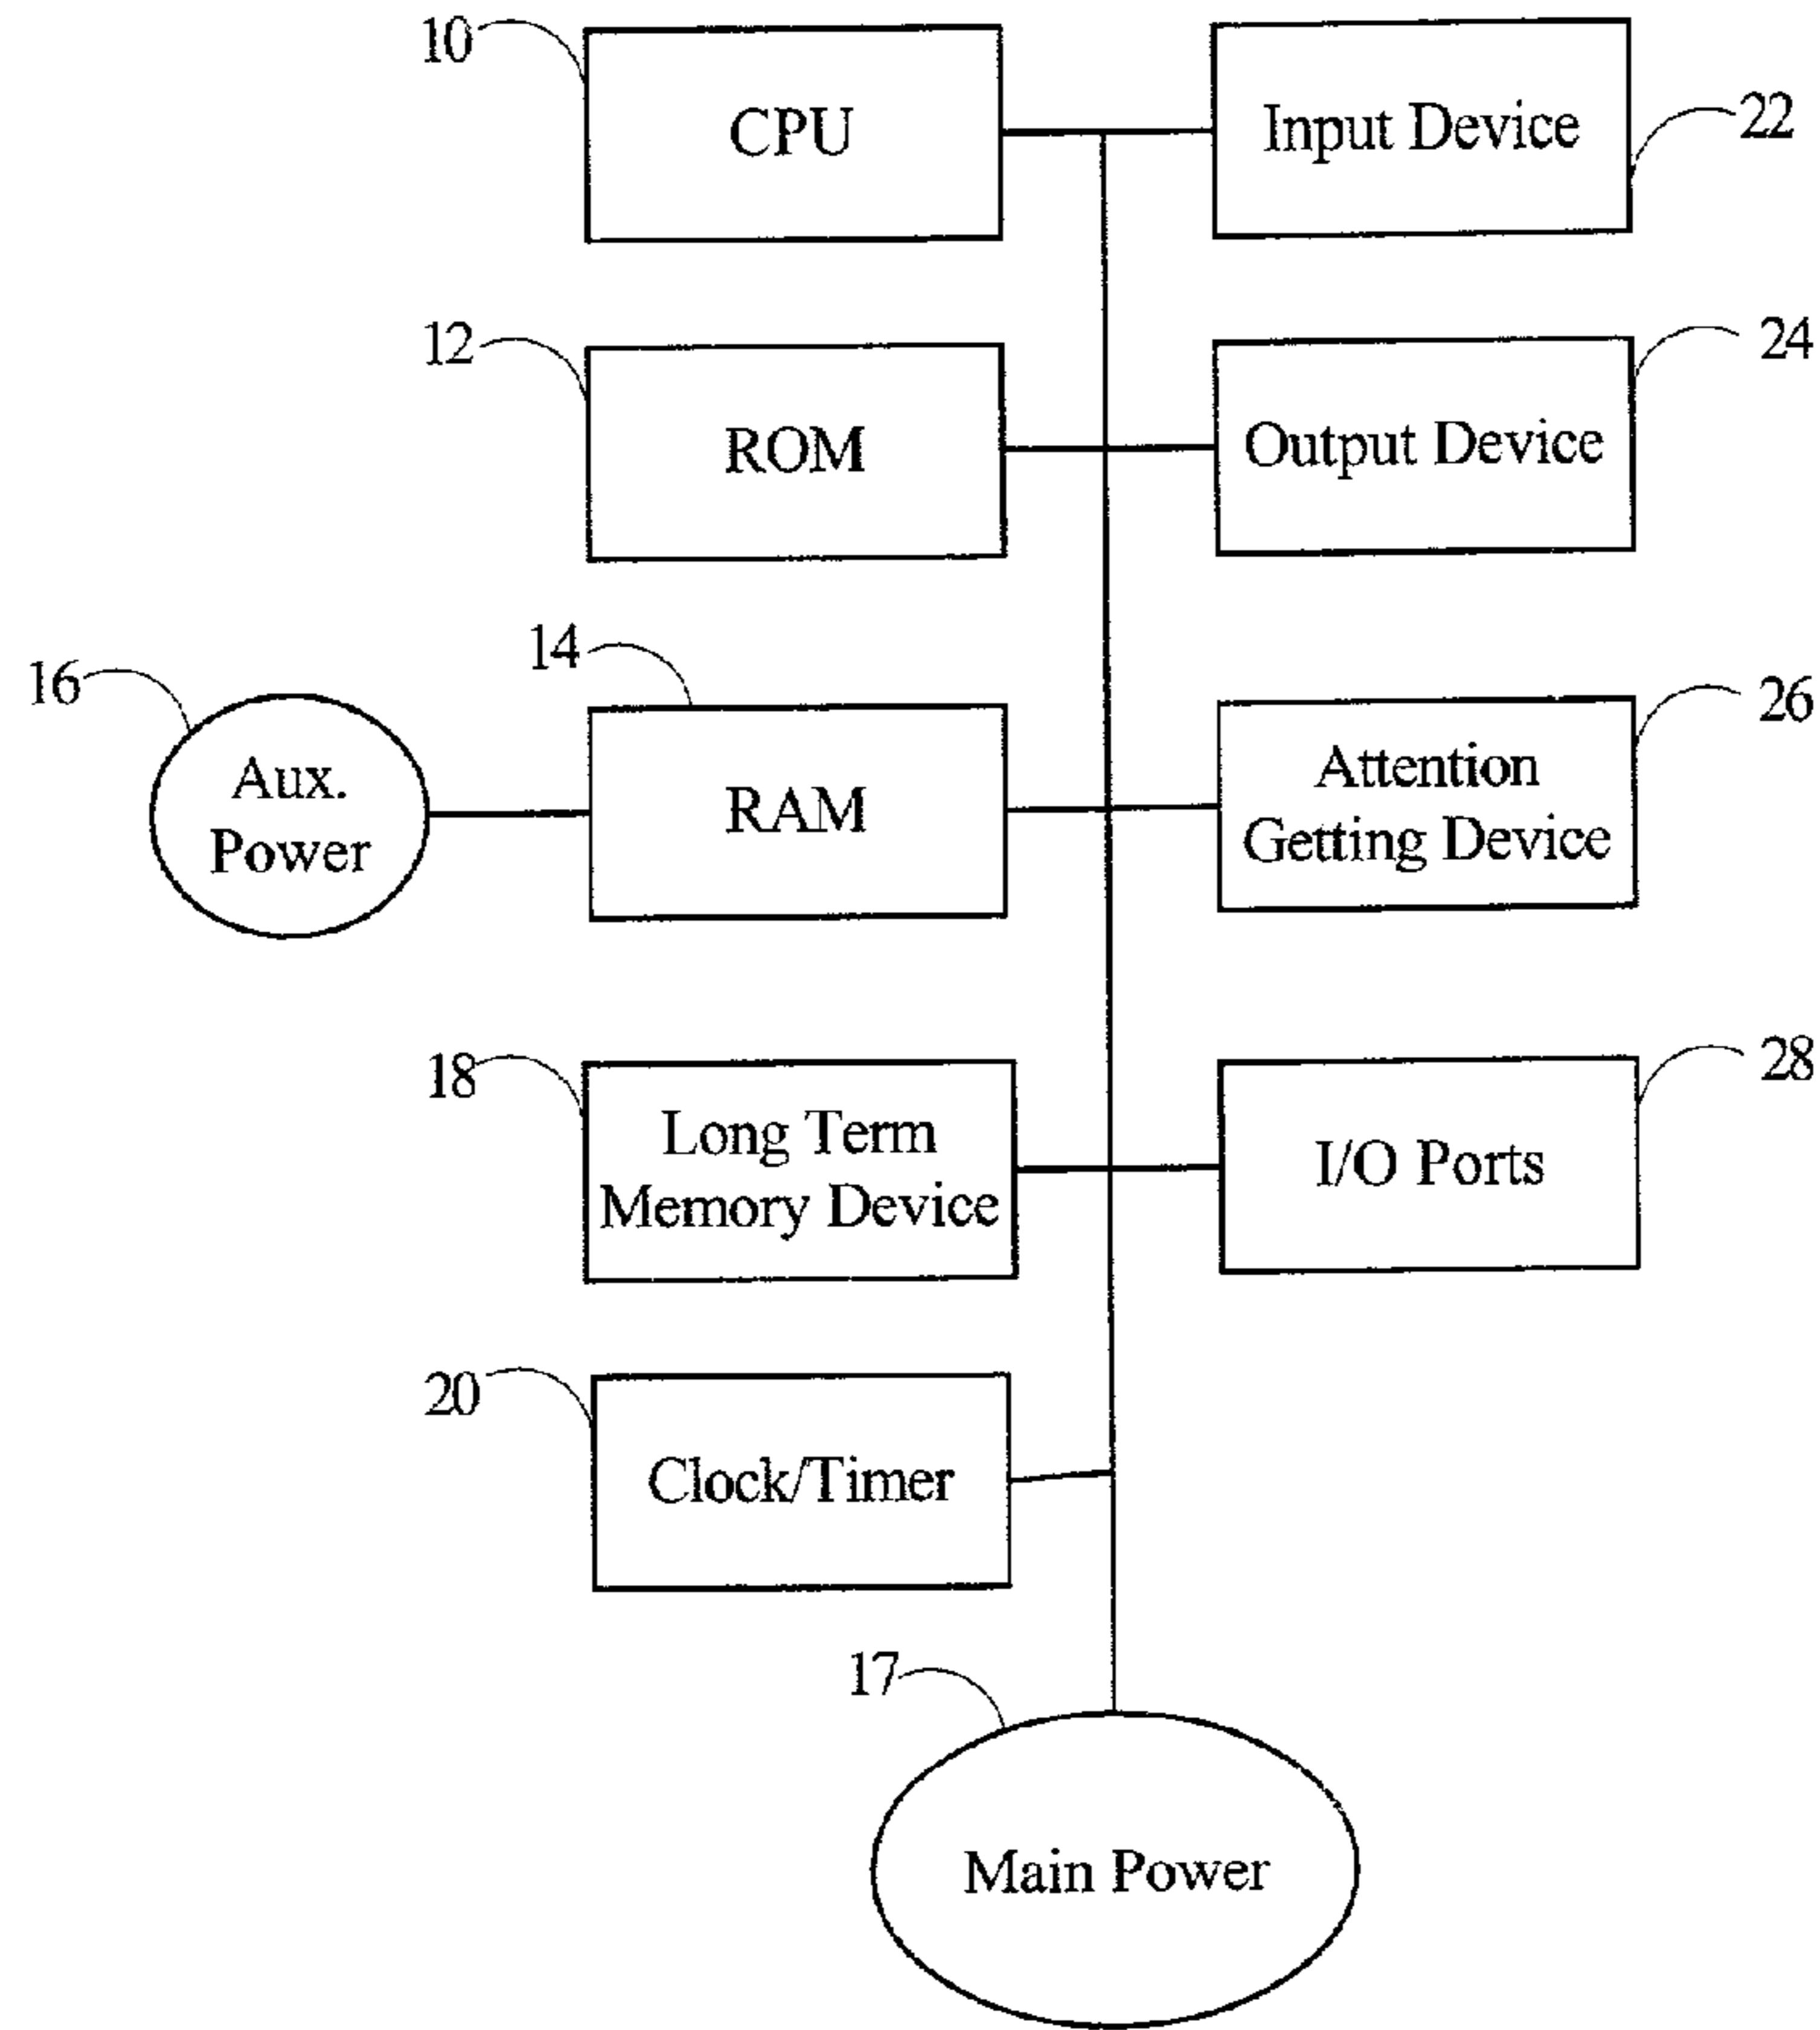 10
CPU
Input Device
22
12
ROM
24
Output Device
16
Aux.
Power
14
RAM
26
Attention
Getting Device
18
Long Term
Memory Device
28
I/O Ports
20
Clock/Timer
17
Main Power